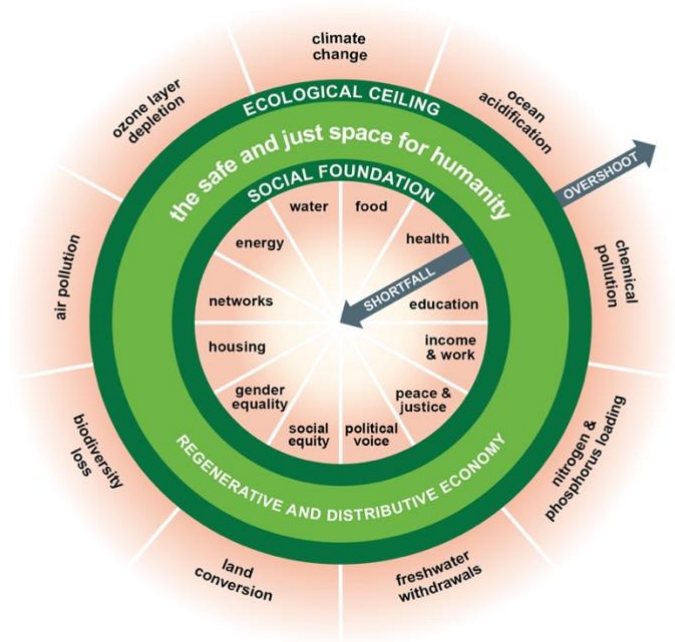 climate
change
ocean
acidification
chemical
pollution
nitrogen &
phosphorus loading
freshwater
withdrawals
land
conversion
biodiversity
loss
air pollution
ozone layer
depletion
ECOLOGICAL CEILING
the safe and just space for humanity
SOCIAL FOUNDATION
OVERSHOOT
SHORTFALL
water
food
health
education
income
& work
peace &
justice
political
voice
social
equity
gender
equality
housing
networks
energy
REGENERATIVE AND DISTRIBUTIVE ECONOMY